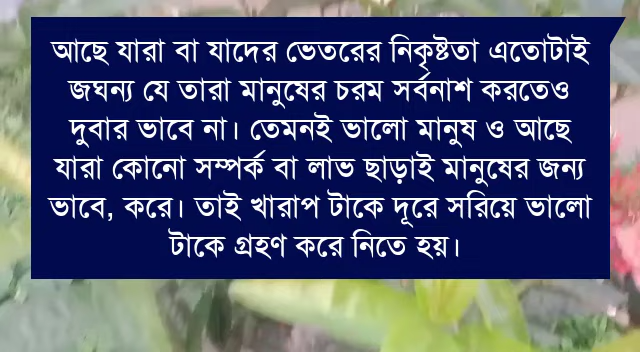 আছে যারা বা যাদের ভেতরের নিকৃষ্টতা এতোটাই
জঘন্য যে তারা মানুষের চরম সর্বনাশ করতেও
দুবার ভাবে না। তেমনই ভালো মানুষ ও আছে
যারা কোনো সম্পর্ক বা লাভ ছাড়াই মানুষের জন্য
ভাবে, করে। তাই খারাপ টাকে দূরে সরিয়ে ভালো
টাকে গ্রহণ করে নিতে হয়।